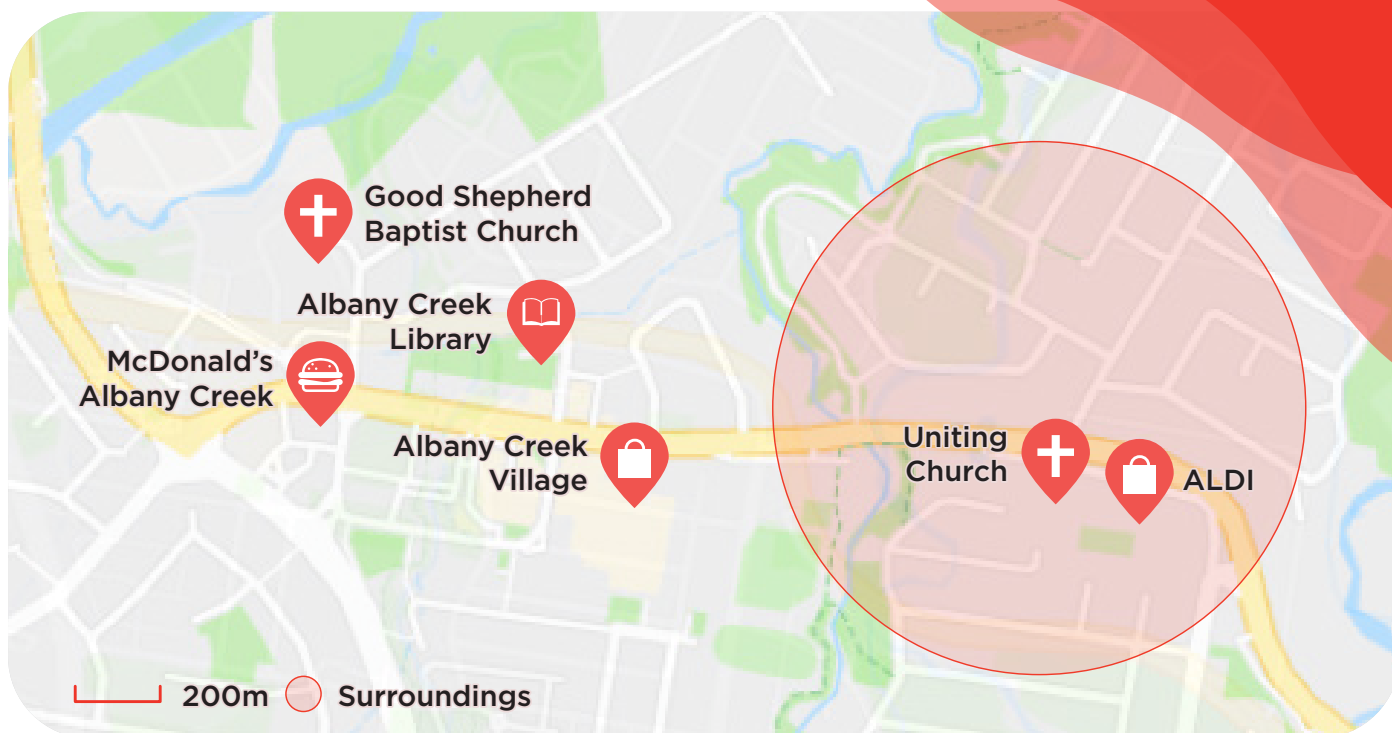 Good Shepherd
Baptist Church
Albany Creek
Library
McDonald’s
Albany Creek
Albany Creek
Village
Uniting
Church
ALDI
200m
Surroundings